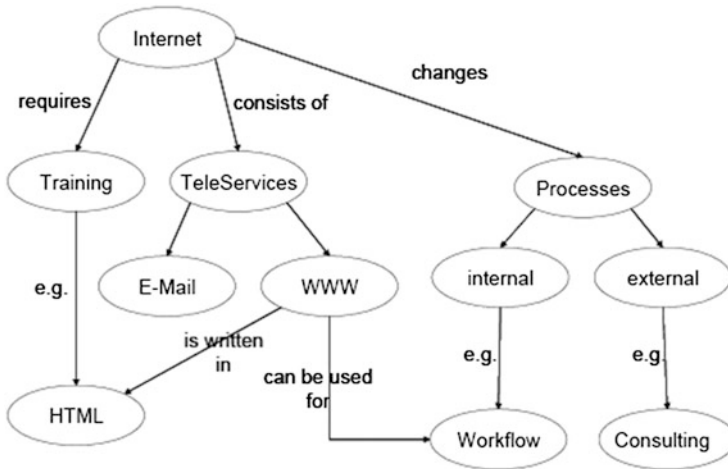 Internet
changes
requires
consists of
Training
TeleServices
Processes
E-Mail
WWW
internal
external
e.g.
is written
in
can be used
for
e.g.
e.g.
HTML
Workflow
Consulting